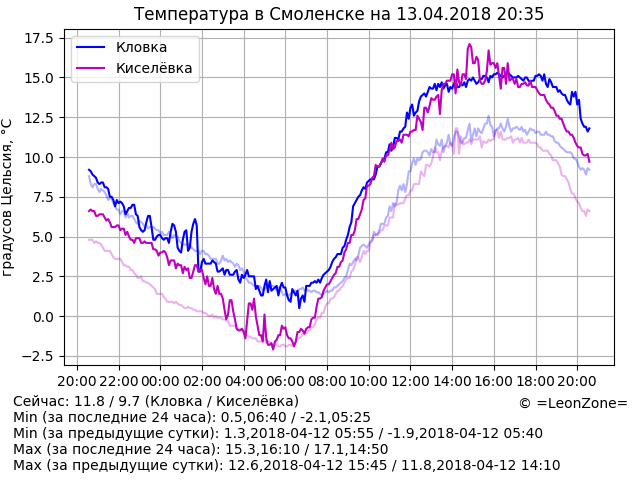 Температура в Смоленске на 13.04.2018 20:35
градусов Цельсия, °C
17.5
15.0
12.5
10.0
7.5
5.0
2.5
0.0
−2.5
Кловка
Киселёвка
20:00 22:00 00:00 02:00 04:00 06:00 08:00 10:00 12:00 14:00 16:00 18:00 20:00
© =LeonZone=
Сейчас: 11.8 / 9.7 (Кловка / Киселёвка)
Min (за последние 24 часа): 0.5,06:40 / -2.1,05:25
Min (за предыдущие сутки): 1.3,2018-04-12 05:55 / -1.9,2018-04-12 05:40
Max (за последние 24 часа): 15.3,16:10 / 17.1,14:50
Max (за предыдущие сутки): 12.6,2018-04-12 15:45 / 11.8,2018-04-12 14:10